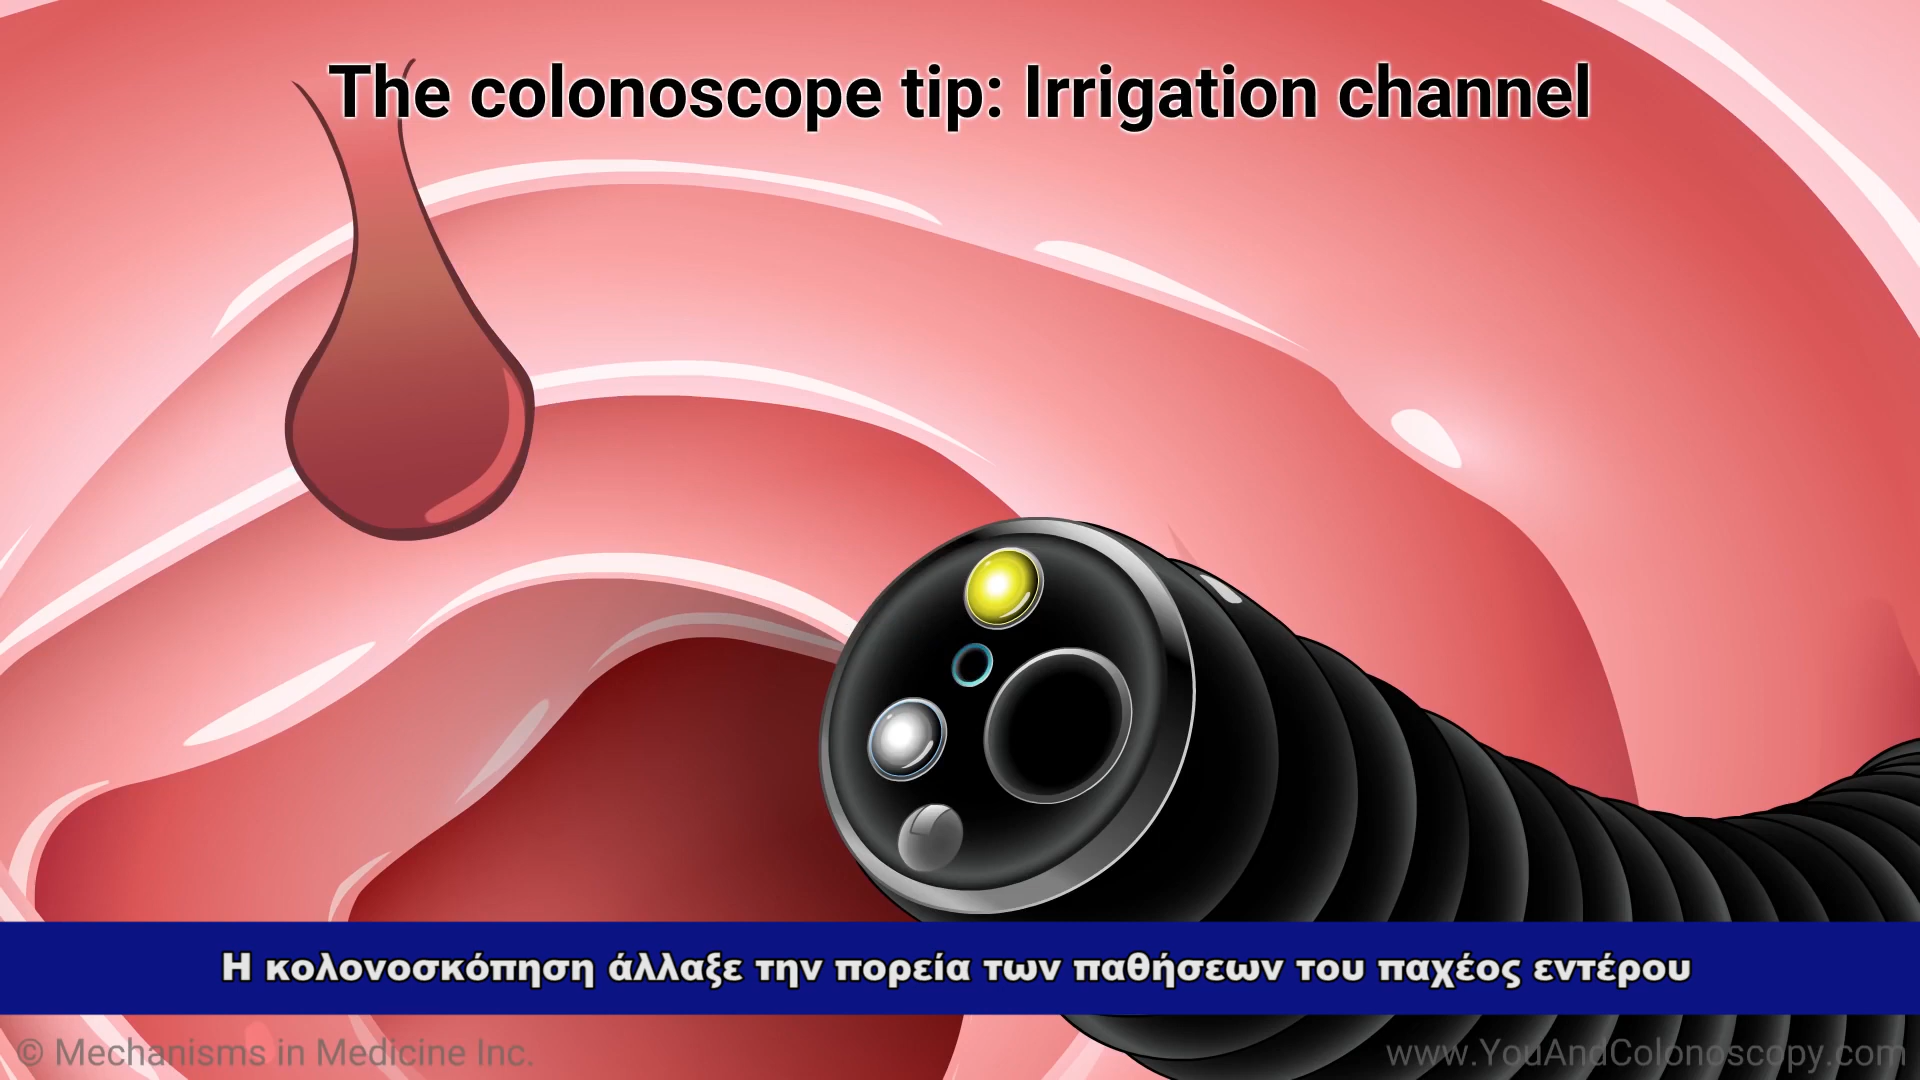 The colonoscope tip: Irrigation channel
Η κολονοσκόπηση άλλαξε την πορεία των παθήσεων του παχέος εντέρου
© Mechanisms in Medicine Inc.
www.YouAndColonoscopy.com